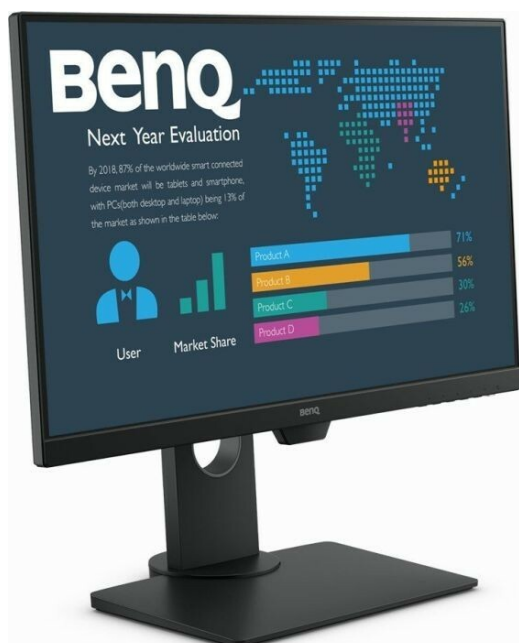 BenQ
Next Year Evaluation
By 2018, 87% of the worldwide smart connected
device market will be tablets and smartphone,
with PCs(both desktop and laptop) being 13% of
the market as shown in the table below:
Product A 71%
Product B 56%
Product C 30%
Product D 26%
User
Market Share
BenQ